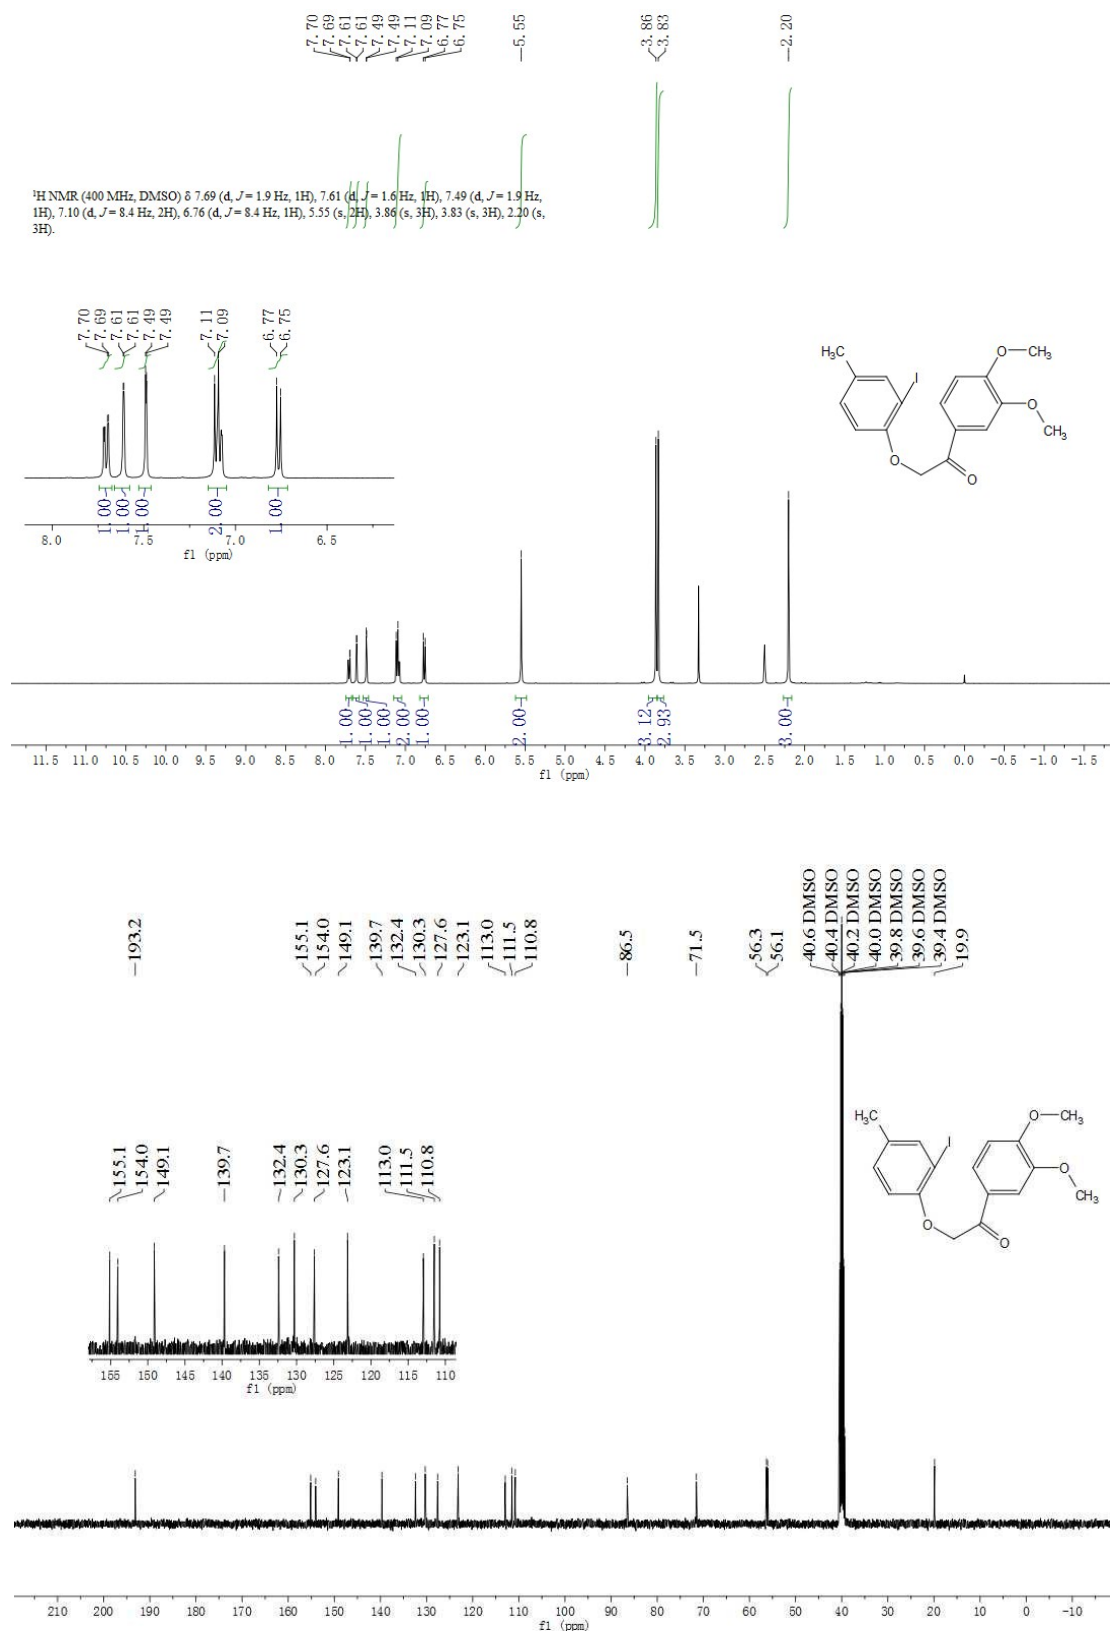 7.70
7.69
7.61
7.61
7.49
7.49
7.11
7.09
6.77
6.75
5.55
3.86
3.83
2.20
¹H NMR (400 MHz, DMSO) δ 7.69 (d, J = 1.9 Hz, 1H), 7.61 (d, J = 1.6 Hz, 1H), 7.49 (d, J = 1.9 Hz,
1H), 7.10 (d, J = 8.4 Hz, 2H), 6.76 (d, J = 8.4 Hz, 1H), 5.55 (s, 2H), 3.86 (s, 3H), 3.83 (s, 3H), 2.20 (s,
3H).
7.70
7.69
7.61
7.61
7.49
7.49
7.11
7.09
6.77
6.75
1.00
1.00
1.00
2.00
1.00
8.0 7.5 7.0 6.5
f1 (ppm)
H₃C
I
O
O
CH₃
O
CH₃
O
1.00
1.00
1.00
2.00
1.00
2.00
3.12
2.93
3.00
11.5 11.0 10.5 10.0 9.5 9.0 8.5 8.0 7.5 7.0 6.5 6.0 5.5 5.0 4.5 4.0 3.5 3.0 2.5 2.0 1.5 1.0 0.5 0.0 -0.5 -1.0 -1.5
f1 (ppm)
193.2
155.1
154.0
149.1
139.7
132.4
130.3
127.6
123.1
113.0
111.5
110.8
86.5
71.5
56.3
56.1
40.6 DMSO
40.4 DMSO
40.2 DMSO
40.0 DMSO
39.8 DMSO
39.6 DMSO
39.4 DMSO
19.9
155.1
154.0
149.1
139.7
132.4
130.3
127.6
123.1
113.0
111.5
110.8
155 150 145 140 135 130 125 120 115 110
f1 (ppm)
H₃C
I
O
O
CH₃
O
CH₃
O
210 200 190 180 170 160 150 140 130 120 110 100 90 80 70 60 50 40 30 20 10 0 -10
f1 (ppm)